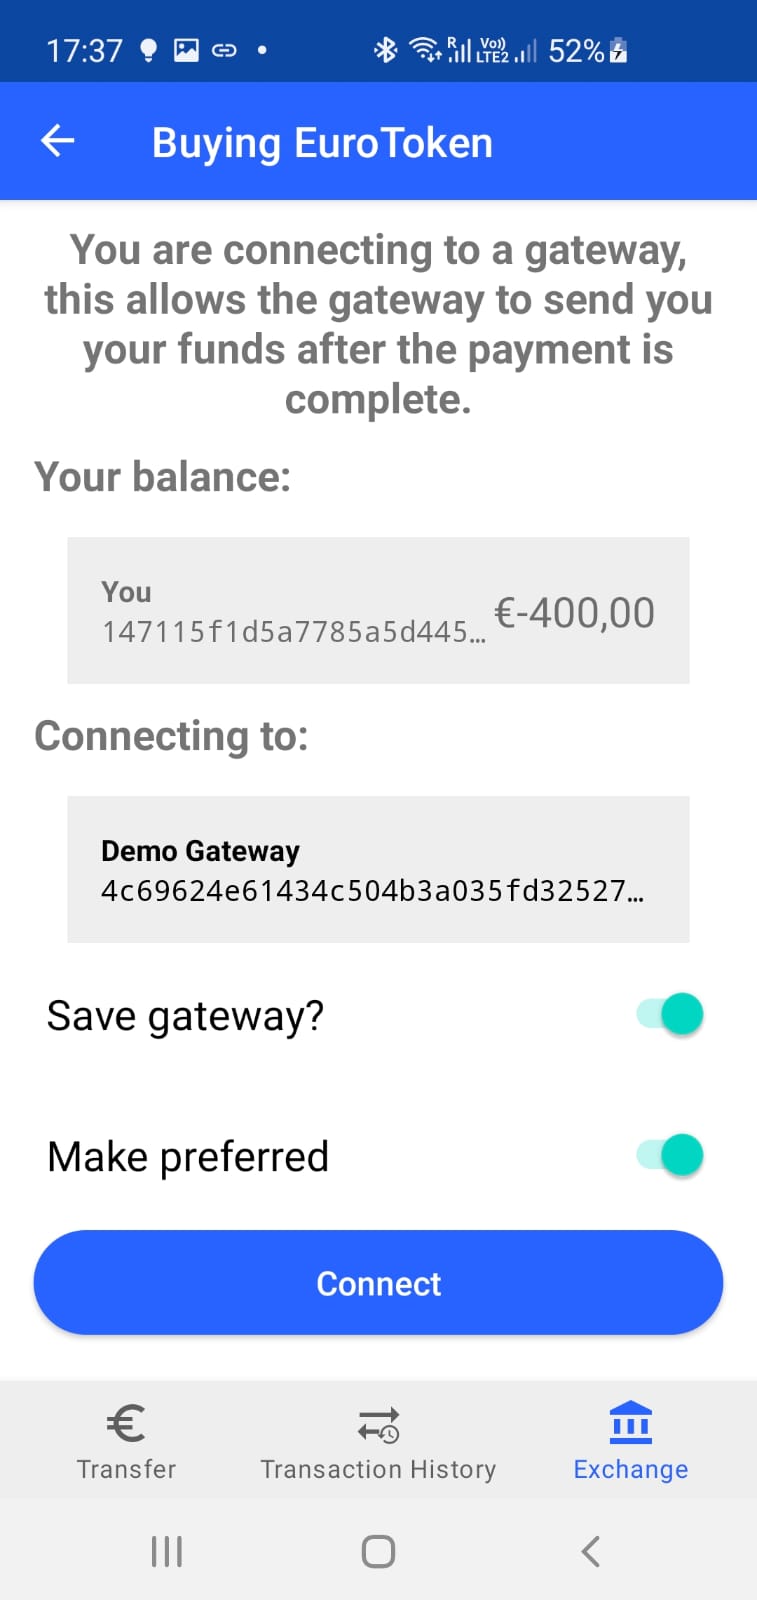 17:37 R Vo)) LTE2 52%
Buying EuroToken
You are connecting to a gateway,
this allows the gateway to send you
your funds after the payment is
complete.
Your balance:
You
147115f1d5a7785a5d445…
€-400,00
Connecting to:
Demo Gateway
4c69624e61434c504b3a035fd32527…
Save gateway?
Make preferred
Connect
Transfer Transaction History Exchange